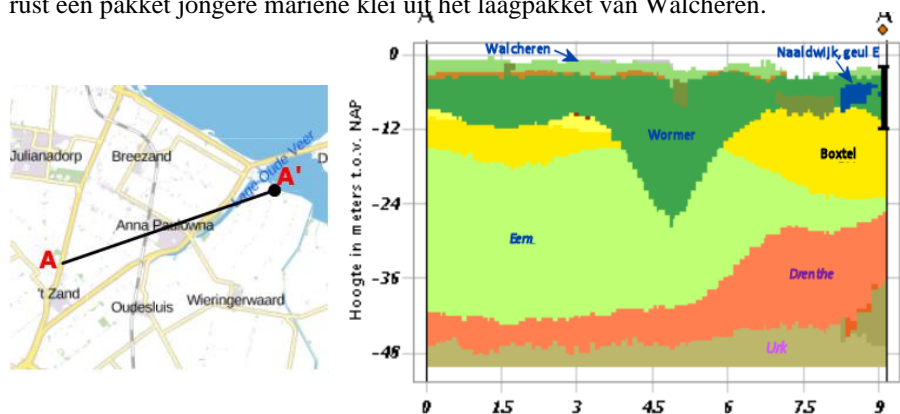 rust een pakket jongere mariene klei uit het laagpakket van Walcheren.
A A'
Walcheren
Naaldwijk, geul E
0
-12
-24
-36
-48
Hoogte in meters t.o.v. NAP
Wormer
Boxtel
Eem
Drenthe
Urk
0 1.5 3 4.5 6 7.5 9
Julianadorp
Breezand
Lage Oude Veer
D
A'
Anna Paulowna
A
't Zand
Oudesluis
Wieringerwaard